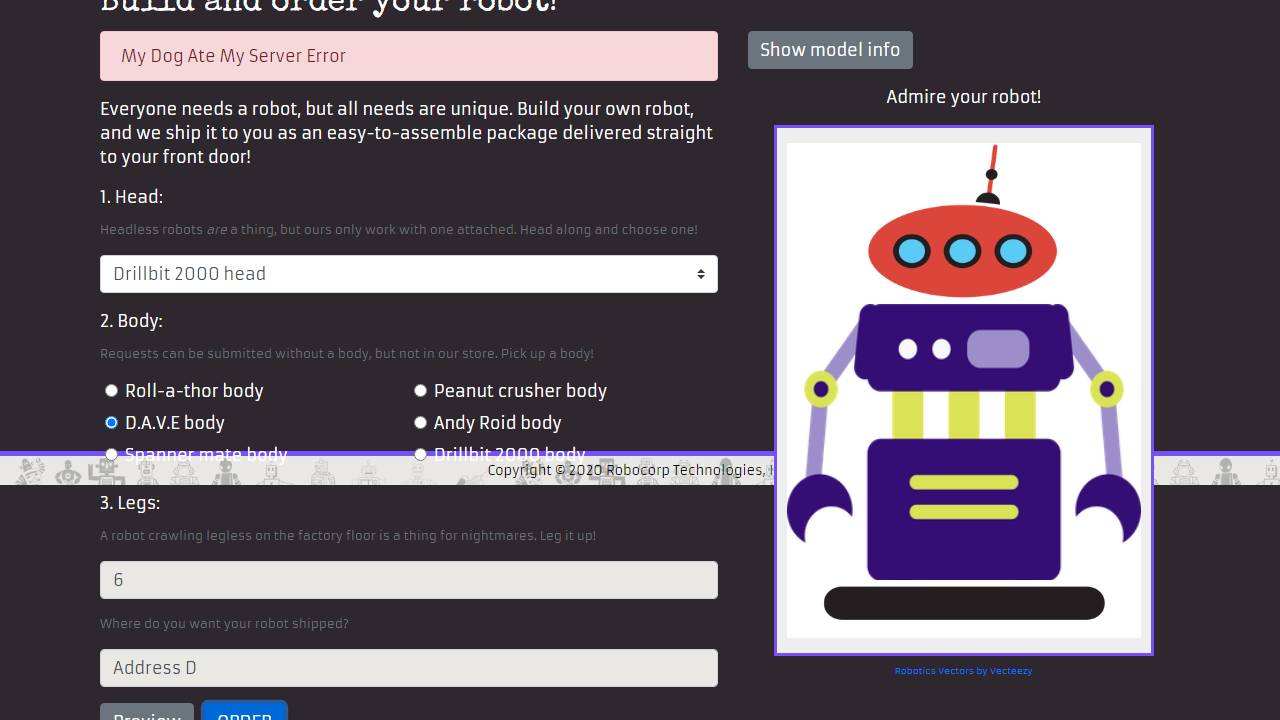 Build and order your robot!
My Dog Ate My Server Error
Everyone needs a robot, but all needs are unique. Build your own robot,
and we ship it to you as an easy-to-assemble package delivered straight
to your front door!
1. Head:
Headless robots are a thing, but ours only work with one attached. Head along and choose one!
Drillbit 2000 head
2. Body:
Requests can be submitted without a body, but not in our store. Pick up a body!
Roll-a-thor body
Peanut crusher body
D.A.V.E body
Andy Roid body
Spanner mate body
Drillbit 2000 body
Copyright © 2020 Robocorp Technologies,
3. Legs:
A robot crawling legless on the factory floor is a thing for nightmares. Leg it up!
6
Where do you want your robot shipped?
Address D
Preview
ORDER
Show model info
Admire your robot!
Robotics Vectors by Vecteezy